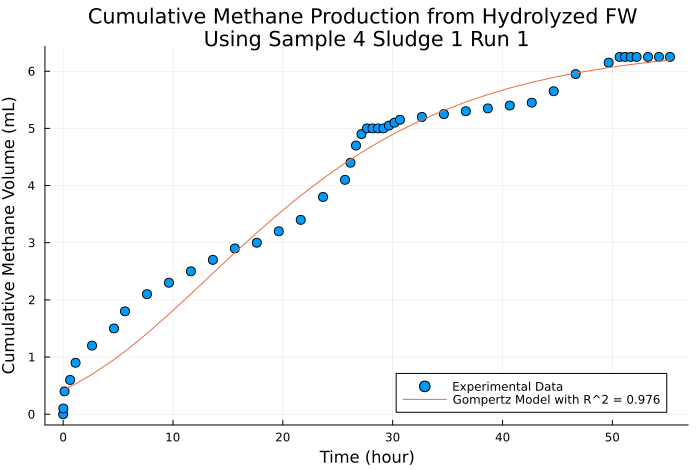 Cumulative Methane Production from Hydrolyzed FW
Using Sample 4 Sludge 1 Run 1
Cumulative Methane Volume (mL)
6
5
4
3
2
1
0
Experimental Data
Gompertz Model with R^2 = 0.976
0 10 20 30 40 50
Time (hour)